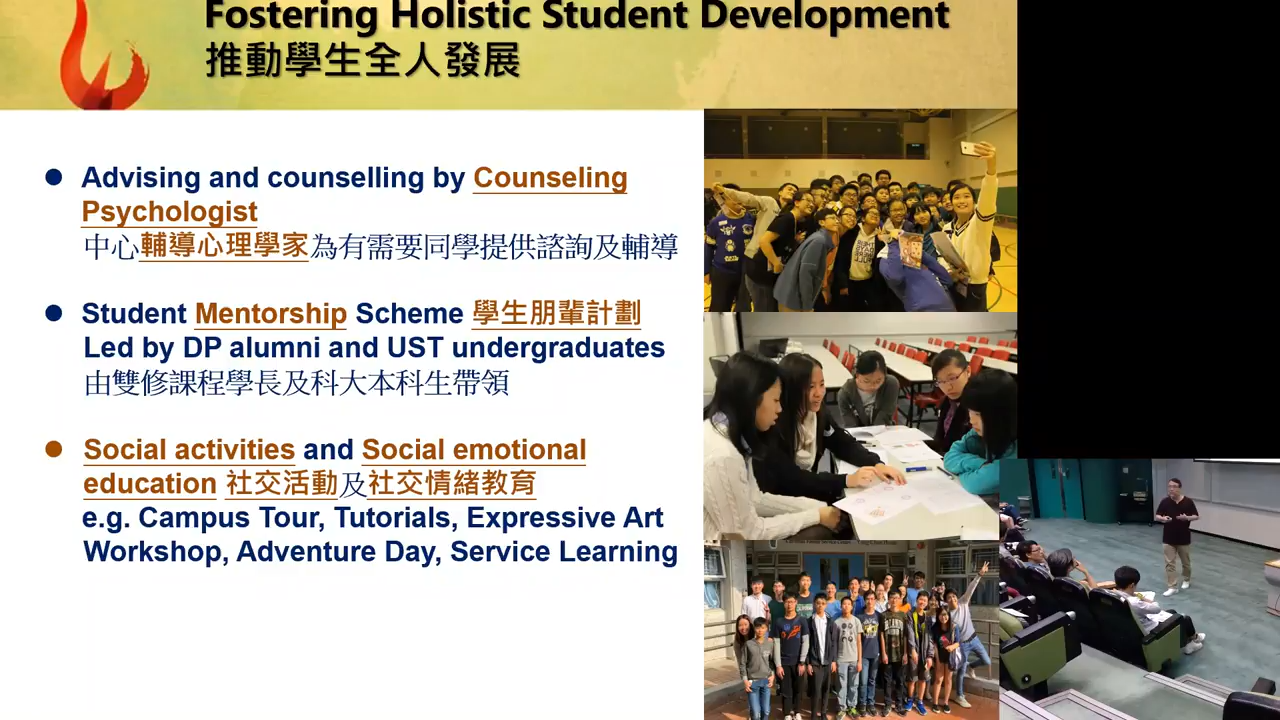 Fostering Holistic Student Development
推動學生全人發展
Advising and counselling by Counseling
Psychologist
中心輔導心理學家為有需要同學提供諮詢及輔導
Student Mentorship Scheme 學生朋輩計劃
Led by DP alumni and UST undergraduates
由雙修課程學長及科大本科生帶領
Social activities and Social emotional
education 社交活動及社交情緒教育
e.g. Campus Tour, Tutorials, Expressive Art
Workshop, Adventure Day, Service Learning